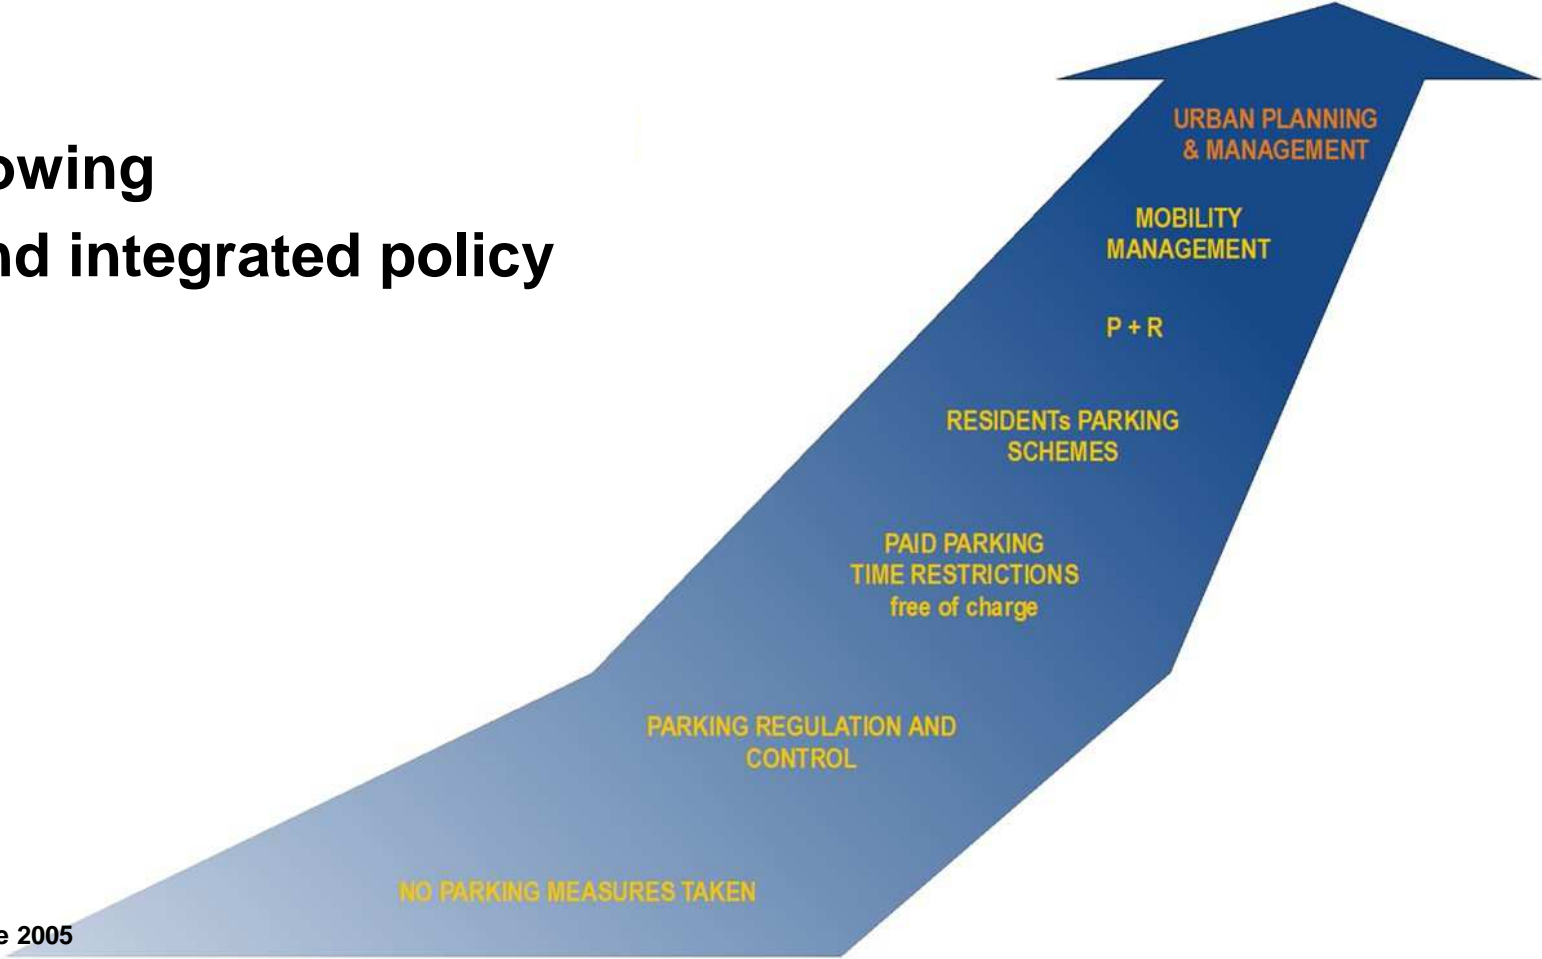 owing
nd integrated policy
URBAN PLANNING
& MANAGEMENT
MOBILITY
MANAGEMENT
P + R
RESIDENTs PARKING
SCHEMES
PAID PARKING
TIME RESTRICTIONS
free of charge
PARKING REGULATION AND
CONTROL
NO PARKING MEASURES TAKEN
e 2005